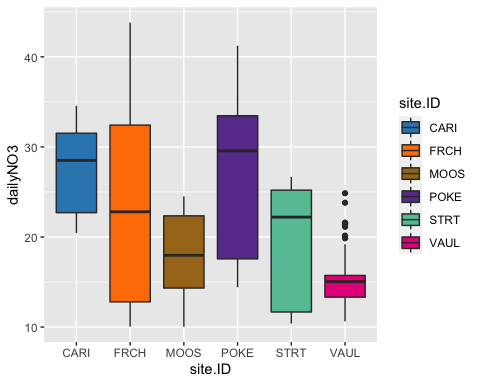 dailyNO3
40
30
20
10
CARI FRCH MOOS POKE STRT VAUL
site.ID
site.ID
CARI
FRCH
MOOS
POKE
STRT
VAUL